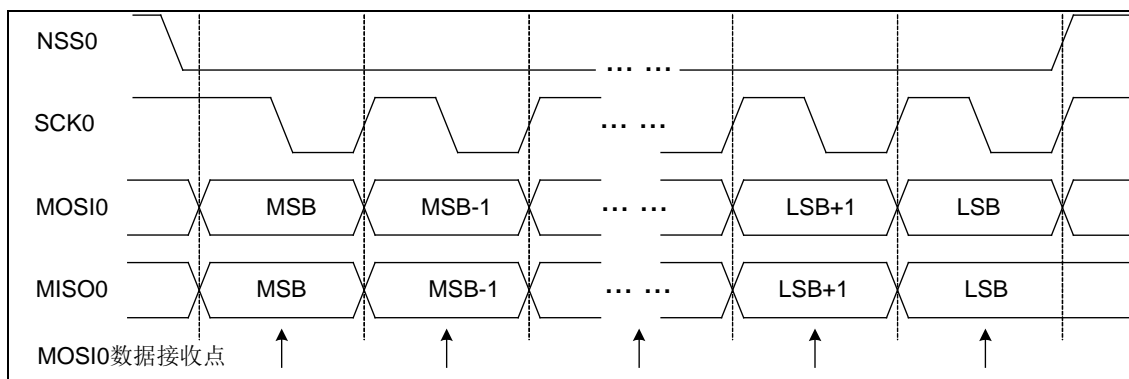 NSS0
... ...
SCK0
... ...
MOSI0 MSB MSB-1 ... ... LSB+1 LSB
MISO0 MSB MSB-1 ... ... LSB+1 LSB
MOSI0数据接收点